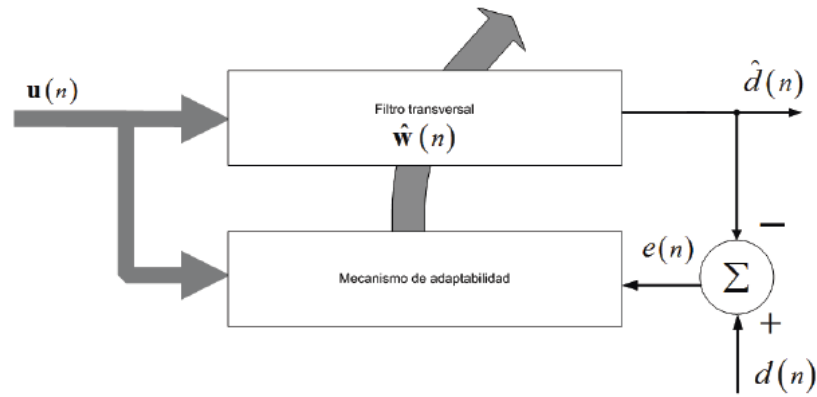 u(n)
Filtro transversal
ŵ(n)
d̂(n)
−
e(n)
Σ
Mecanismo de adaptabilidad
+
d(n)